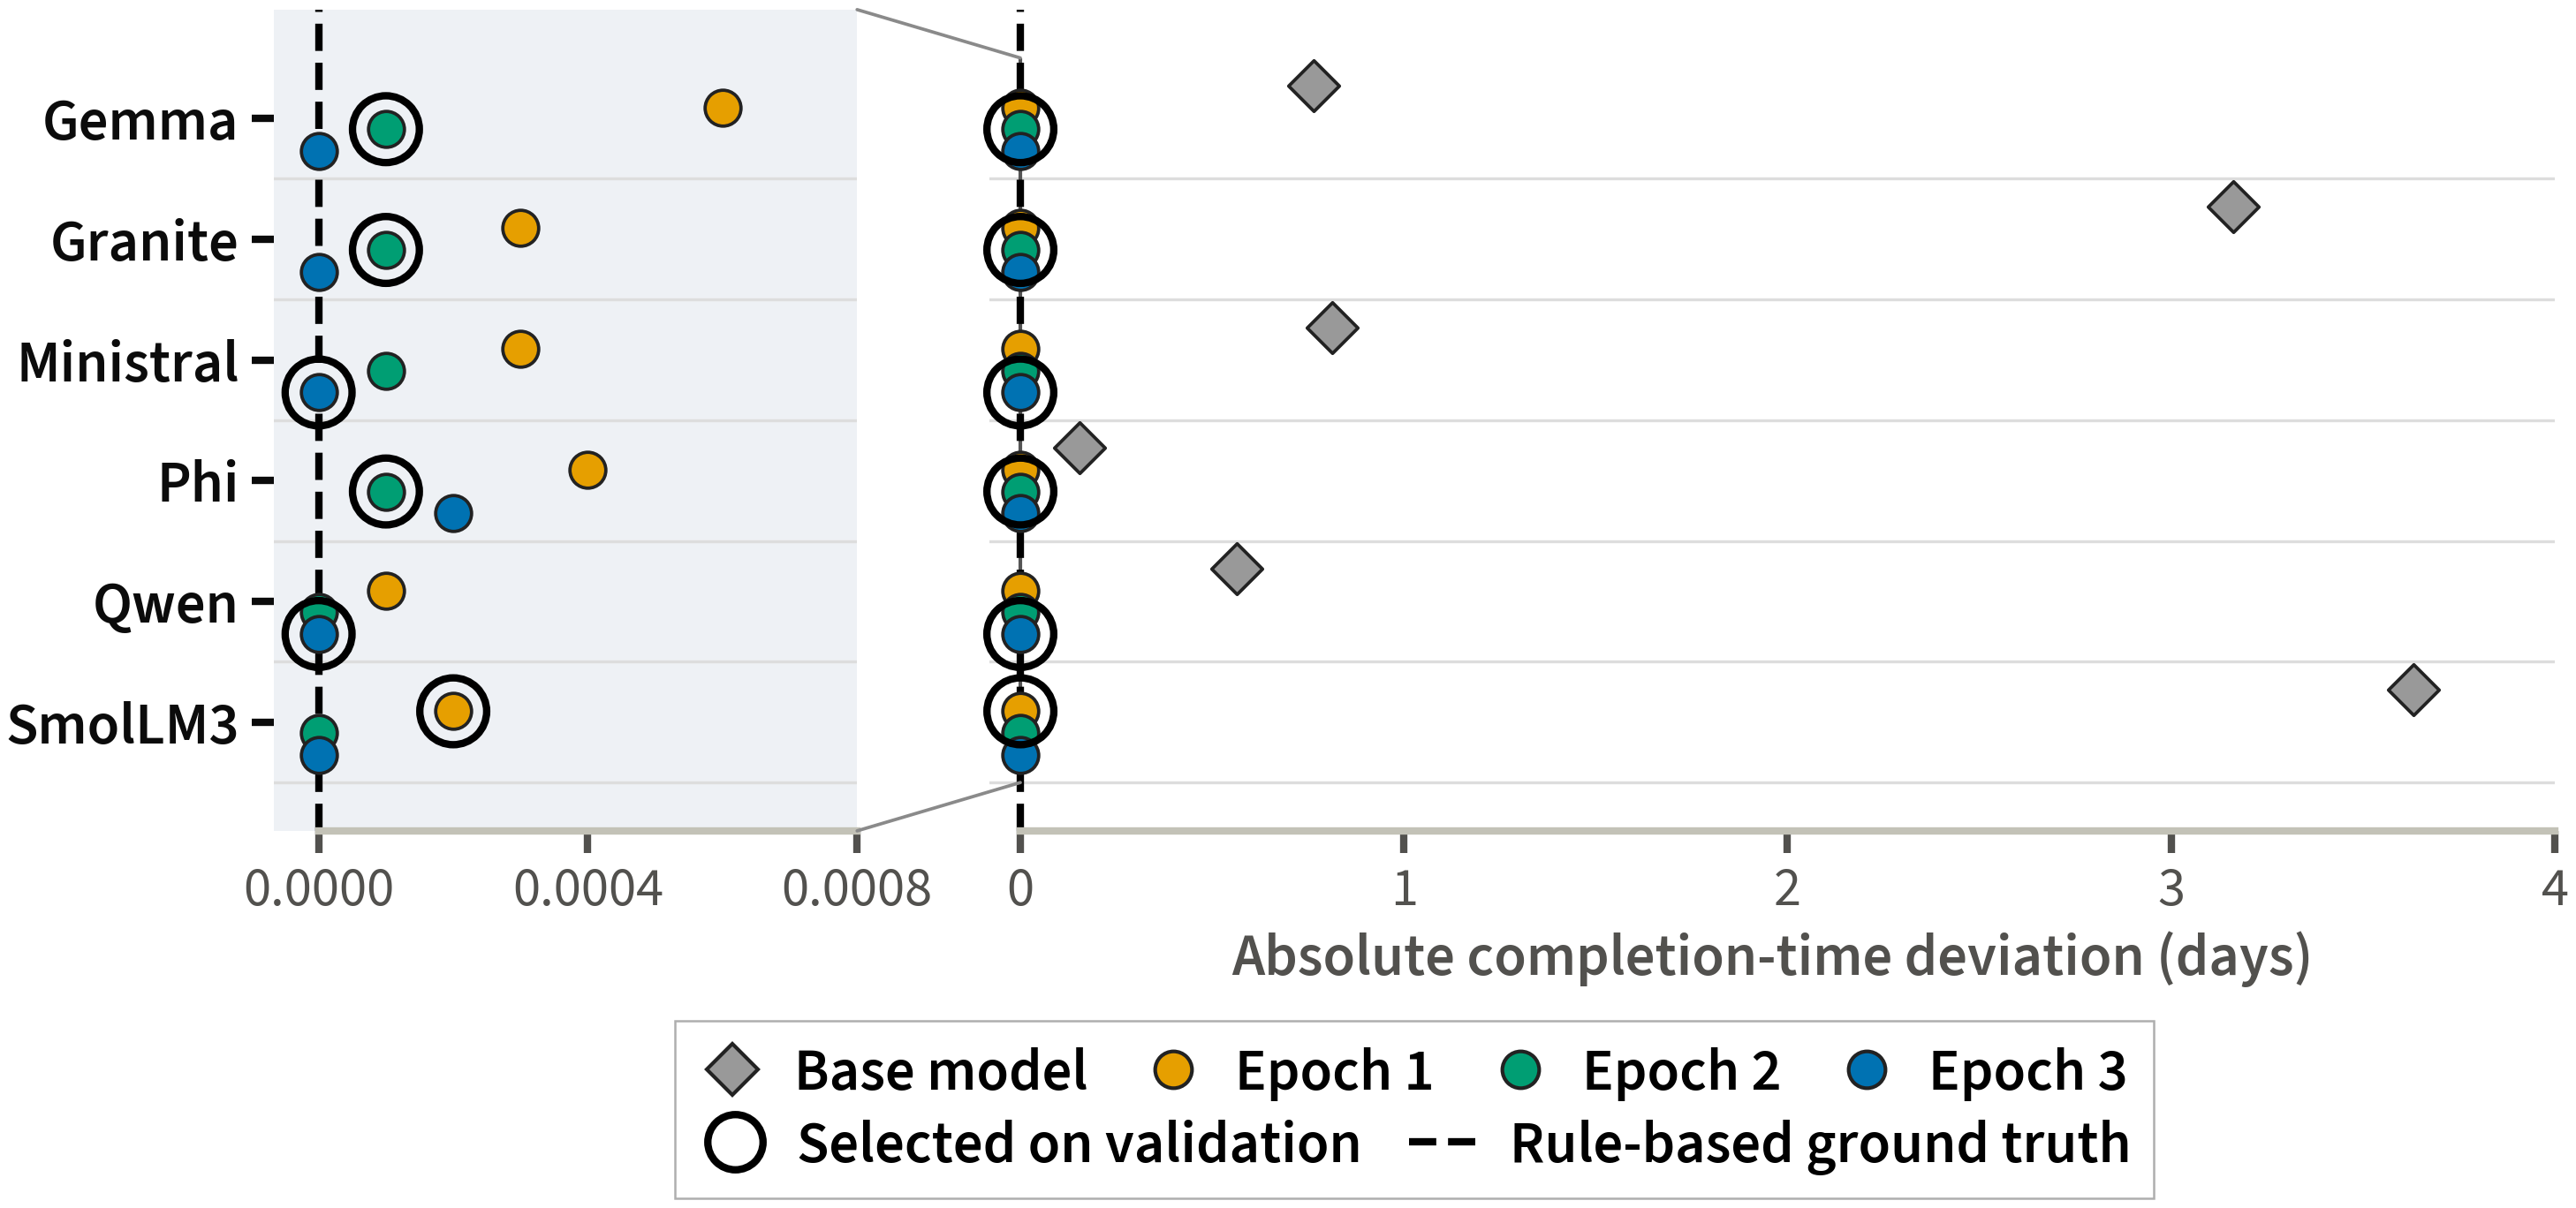 Gemma
Granite
Ministral
Phi
Qwen
SmolLM3
0.0000 0.0004 0.0008 0 1 2 3 4
Absolute completion-time deviation (days)
Base model Epoch 1 Epoch 2 Epoch 3
Selected on validation Rule-based ground truth